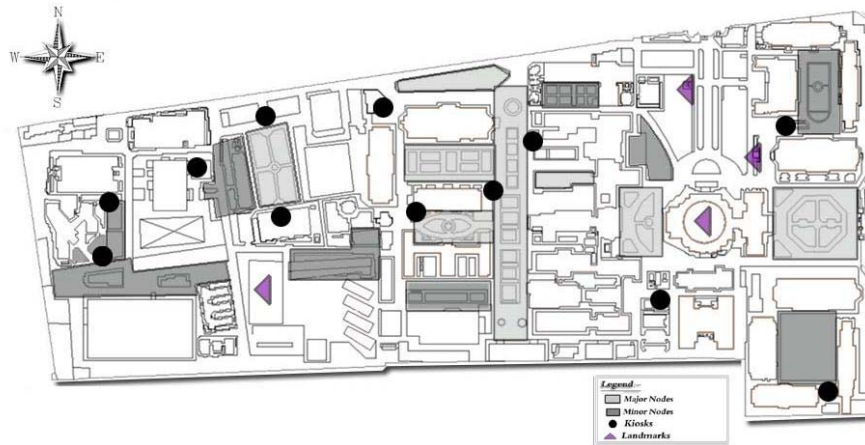 N
W E
S
Legend:-
Major Nodes
Minor Nodes
Kiosks
Landmarks